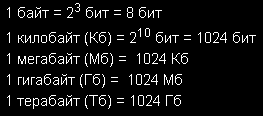 1 байт = 2³ бит = 8 бит
1 килобайт (Кб) = 2¹⁰ бит = 1024 бит
1 мегабайт (Мб) = 1024 Кб
1 гигабайт (Гб) = 1024 Мб
1 терабайт (Тб) = 1024 Гб